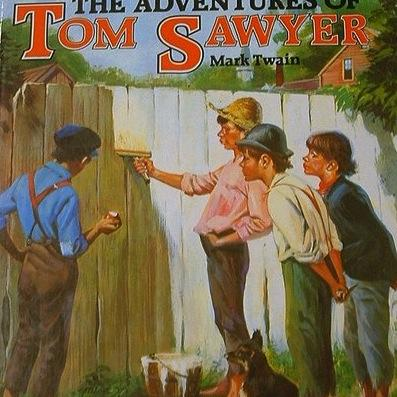 THE ADVENTURES OF
TOM SAWYER
Mark Twain